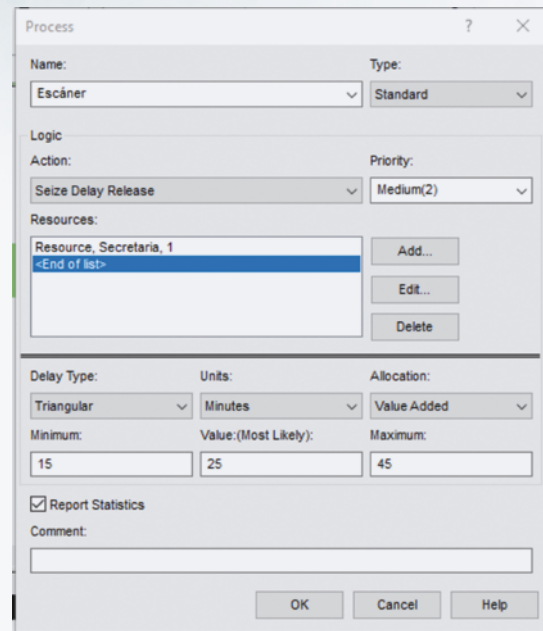 Process
?
Name:
Type:
Escáner
Standard
Logic
Action:
Priority:
Seize Delay Release
Medium(2)
Resources:
Resource, Secretaria, 1
<End of list>
Add...
Edit...
Delete
Delay Type:
Units:
Allocation:
Triangular
Minutes
Value Added
Minimum:
Value:(Most Likely):
Maximum:
15
25
45
Report Statistics
Comment:
OK
Cancel
Help